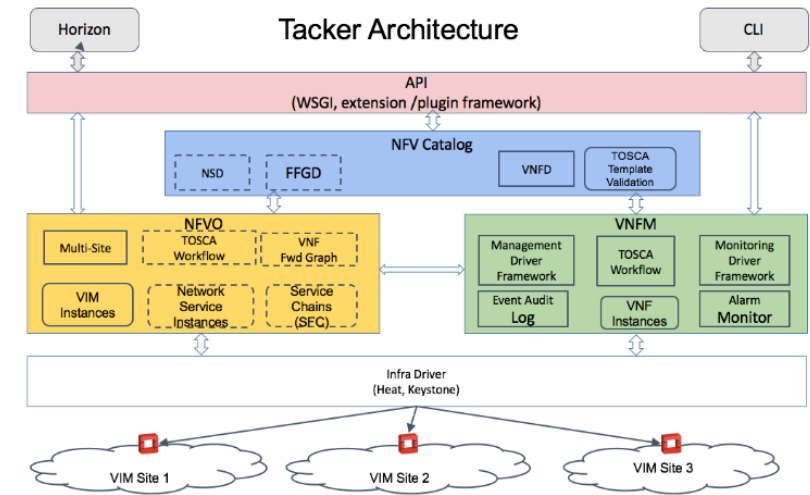 Horizon
Tacker Architecture
CLI
API
(WSGI, extension /plugin framework)
NFV Catalog
NSD
FFGD
VNFD
TOSCA
Template
Validation
NFVO
Multi-Site
TOSCA
Workflow
VNF
Fwd Graph
VIM
Instances
Network
Service
Instances
Service
Chains
(SEC)
VNFM
Management
Driver
Framework
TOSCA
Workflow
Monitoring
Driver
Framework
Event Audit
Log
VNF
Instances
Alarm
Monitor
Infra Driver
(Heat, Keystone)
VIM Site 1
VIM Site 2
VIM Site 3